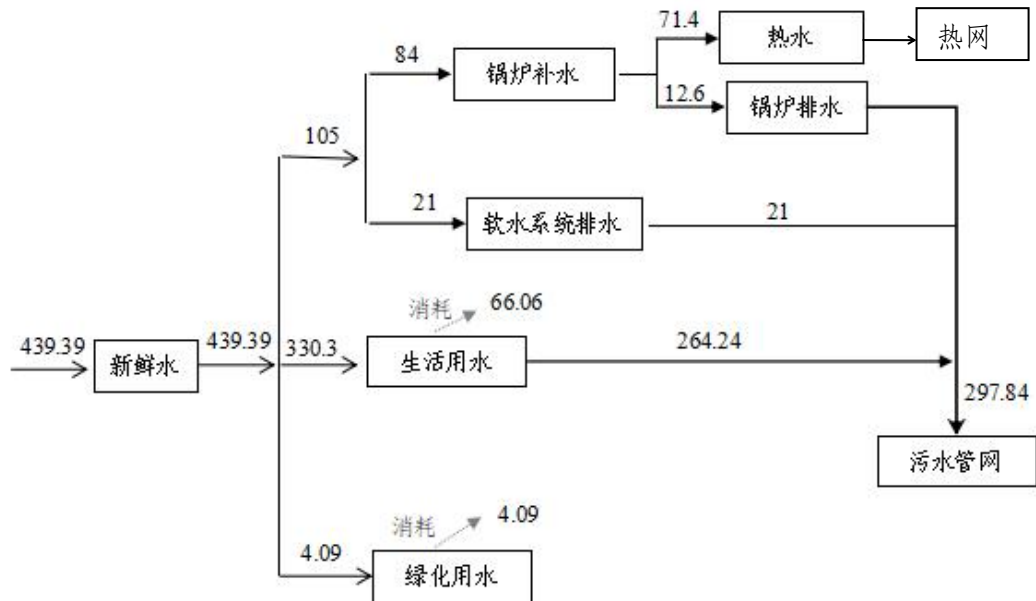 71.4
热水
热网
84
锅炉补水
12.6
锅炉排水
105
21
软水系统排水
21
消耗
66.06
439.39
新鲜水
439.39
330.3
生活用水
264.24
297.84
污水管网
消耗
4.09
4.09
绿化用水